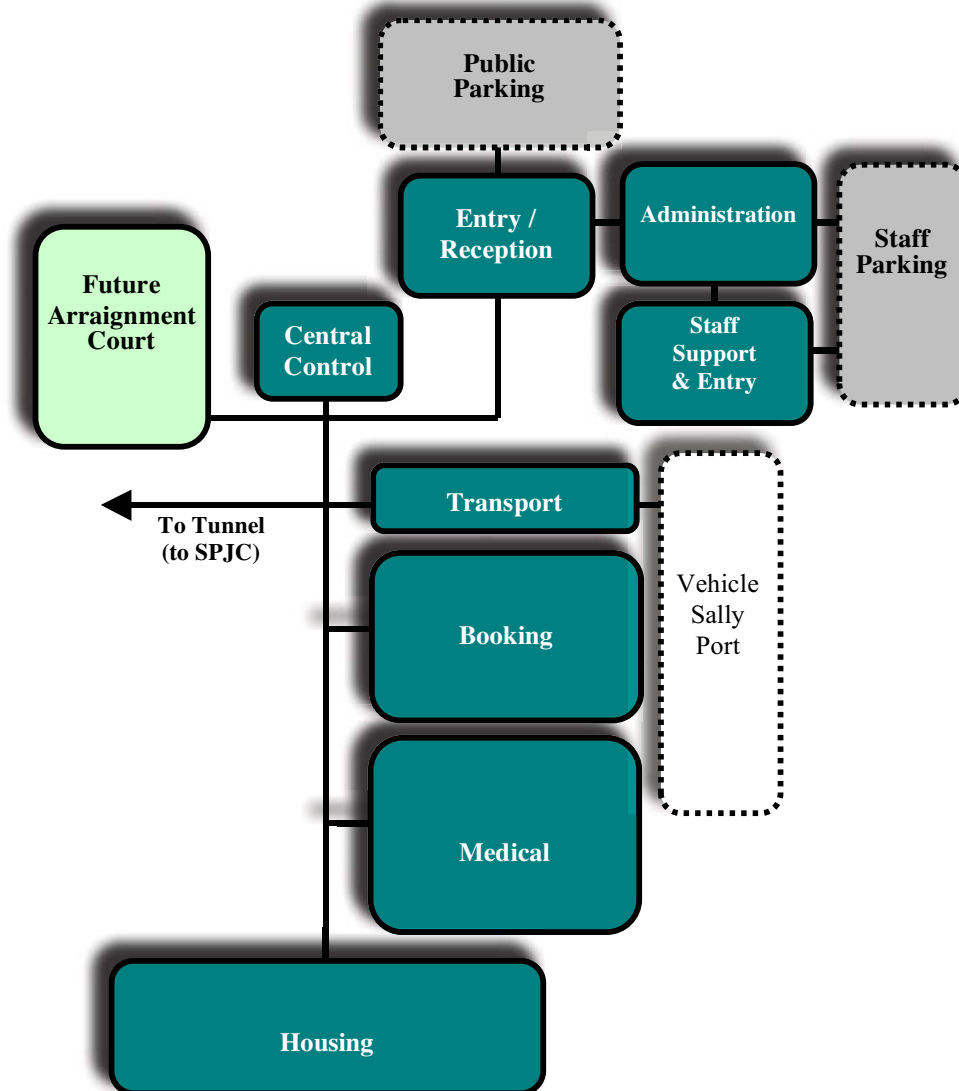 Public
Parking
Entry /
Reception
Administration
Staff
Parking
Future
Arraignment
Court
Central
Control
Staff
Support
& Entry
Transport
To Tunnel
(to SPJC)
Vehicle
Sally
Port
Booking
Medical
Housing